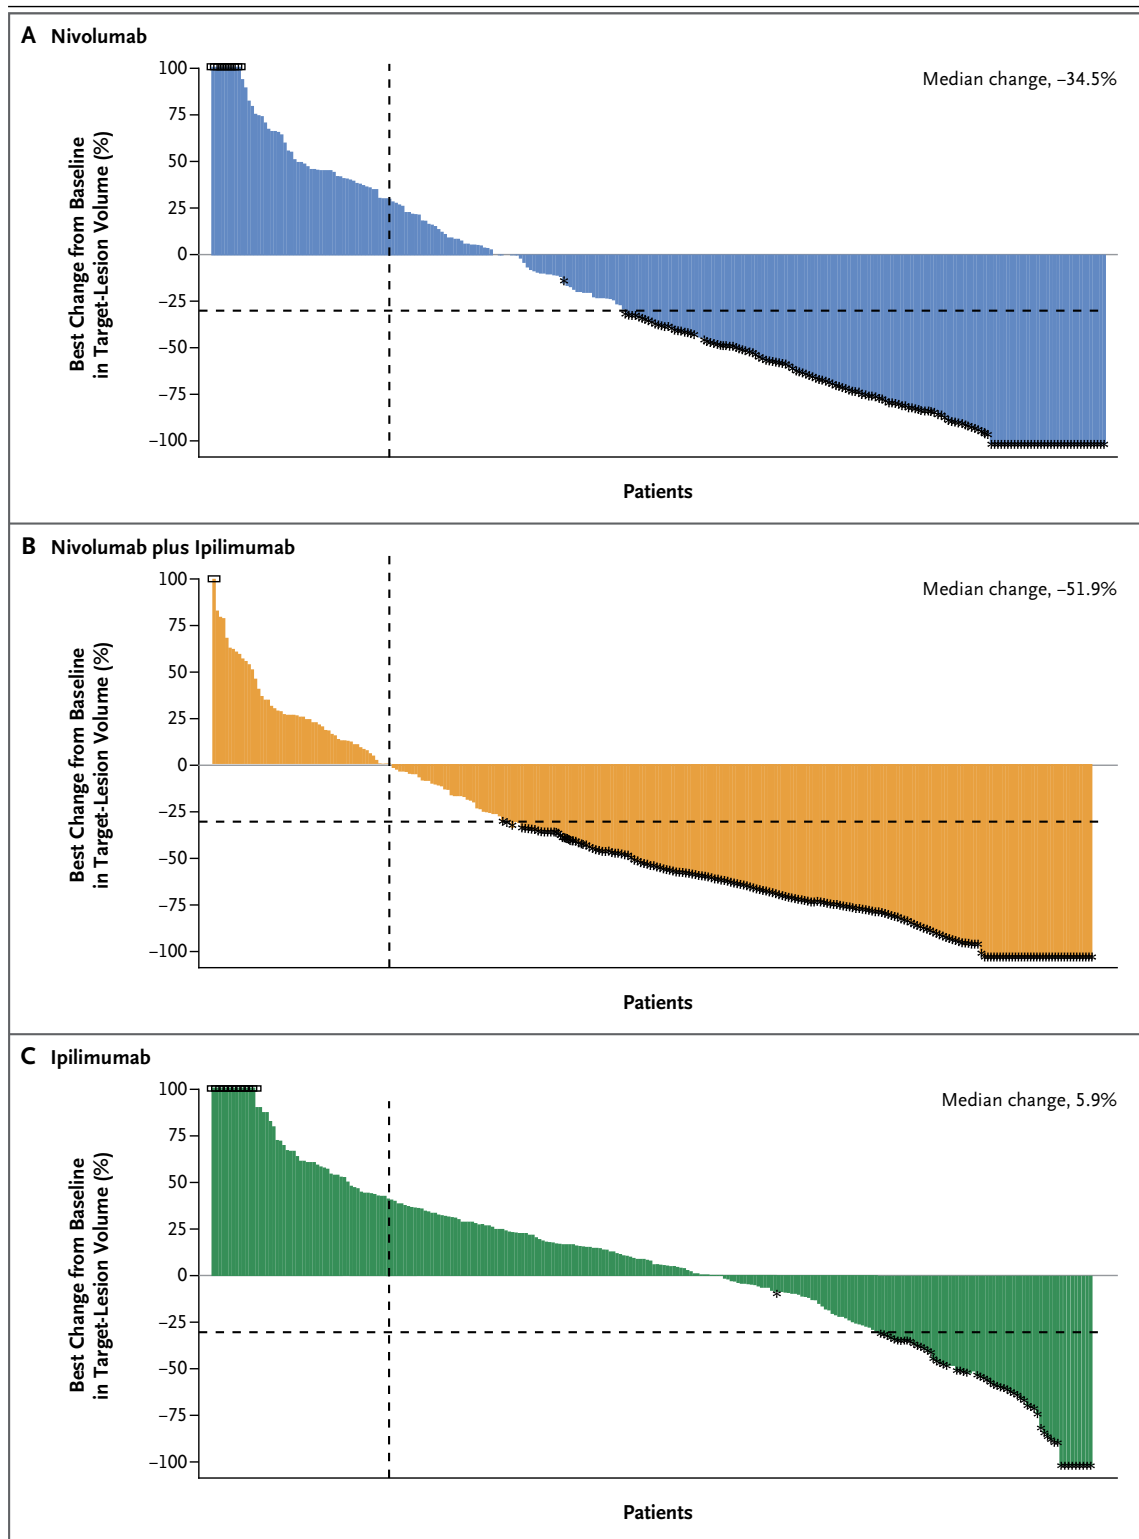 A Nivolumab
Best Change from Baseline
in Target-Lesion Volume (%)
100
75
50
25
0
−25
−50
−75
−100
Median change, −34.5%
Patients
B Nivolumab plus Ipilimumab
Best Change from Baseline
in Target-Lesion Volume (%)
100
75
50
25
0
−25
−50
−75
−100
Median change, −51.9%
Patients
C Ipilimumab
Best Change from Baseline
in Target-Lesion Volume (%)
100
75
50
25
0
−25
−50
−75
−100
Median change, 5.9%
Patients